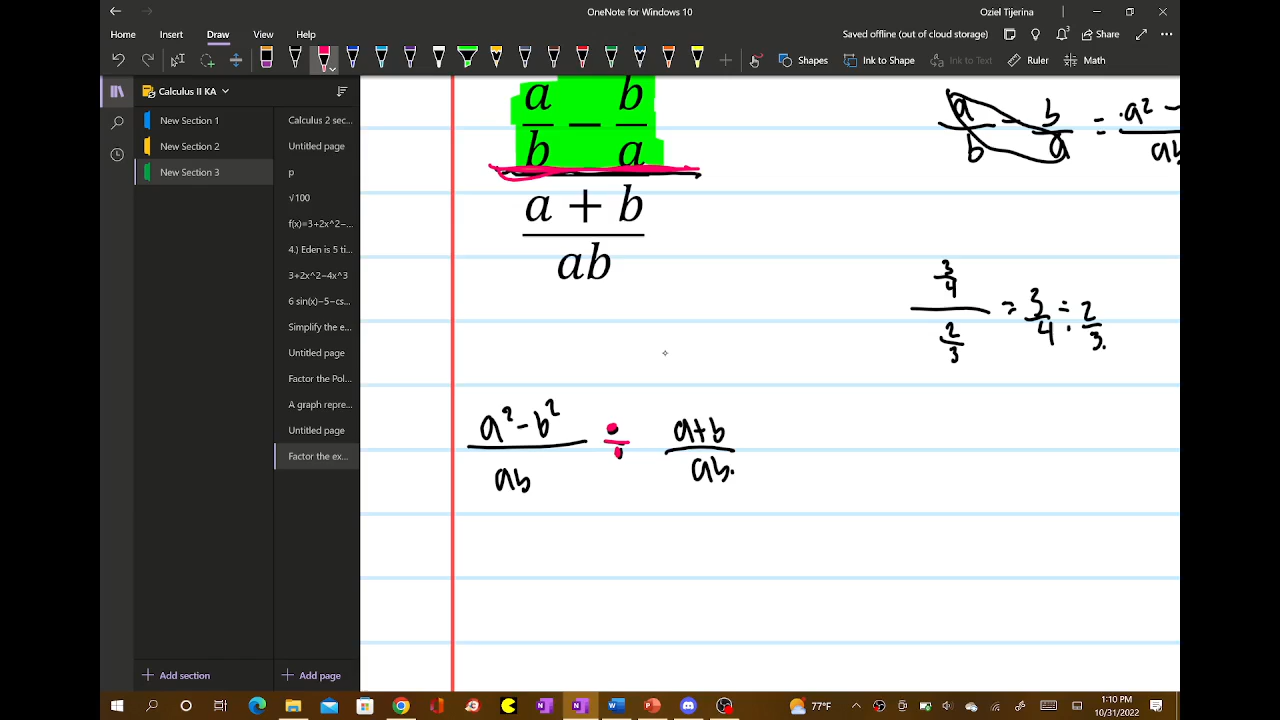 OneNote for Windows 10
Oziel Tijerina
Home Insert Draw View Help
Saved offline (out of cloud storage)
3
Share
Shapes
Ink to Shape
Ink to Text
Ruler
Math
Calculus II KA
New Section 1
New Section 2
New Section 3
Calculus 2 sec...
Untitled page
p
√100
f(x)=3+2x^2−...
4.) Eden is 5 ti...
3+2x^2−4x^3
6 sin(x)−5−cs...
Simplify the e...
Untitled page
Factor the Pol...
A graph repre...
Untitled page
Factor the ex...
Add section
Add page
a b
— − —
b a
a + b
ab
a/b − b/a = a² −
ab
3/4
2/3
= 3/4 ÷ 2/3.
a² − b² ÷ a+b
ab ab.
77°F
1:10 PM
10/31/2022